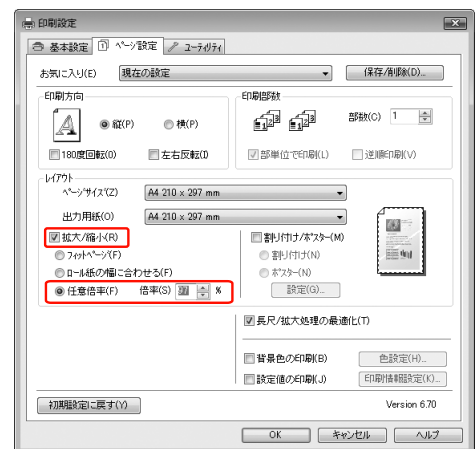 印刷設定
基本設定 ページ設定 ユーティリティ
お気に入り(E) 現在の設定 保存/削除(D)...
印刷方向
縦(P) 横(P)
180度回転(0) 左右反転(I)
印刷部数
部数(C) 1
部単位で印刷(L) 逆順印刷(V)
レイアウト
ページサイズ(Z) A4 210 x 297 mm
出力用紙(O) A4 210 x 297 mm
拡大/縮小(R)
フィットページ(F)
ロール紙の幅に合わせる(F)
任意倍率(F) 倍率(S) %
割り付け/ポスター(M)
割り付け(N)
ポスター(N)
設定(G)...
長尺/拡大処理の最適化(T)
背景色の印刷(B) 色設定(H)...
設定値の印刷(J) 印刷情報設定(K)...
初期設定に戻す(Y) Version 6.70
OK キャンセル ヘルプ